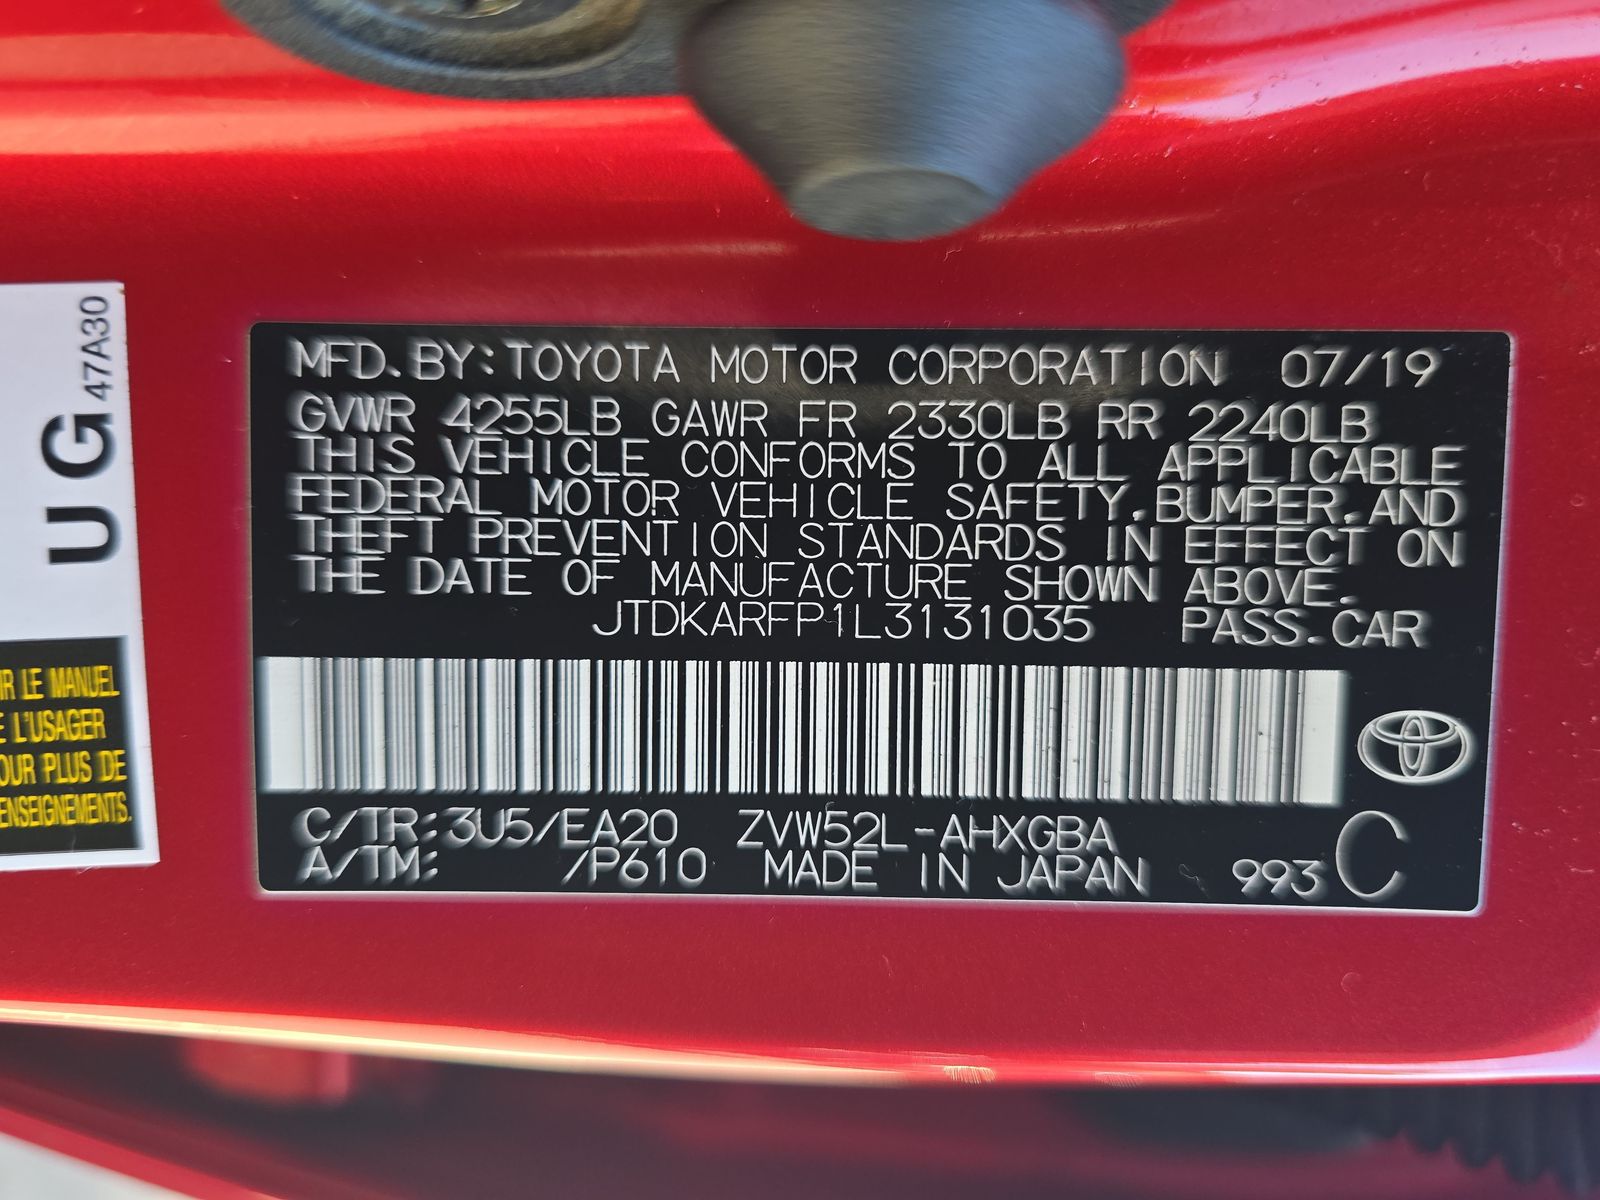 MFD. BY: TOYOTA MOTOR CORPORATION 07/19
GVWR 4255LB GAWR FR 2330LB RR 2240LB
THIS VEHICLE CONFORMS TO ALL APPLICABLE
FEDERAL MOTOR VEHICLE SAFETY, BUMPER, AND
THEFT PREVENTION STANDARDS IN EFFECT ON
THE DATE OF MANUFACTURE SHOWN ABOVE.
JTDKARFP1L3131035 PASS. CAR
C/TR: 3U5/EA20 ZVW52L-AHXGBA
A/TM: /P610 MADE IN JAPAN 993 C
UG 47A30
LE MANUEL
L'USAGER
PLUS DE